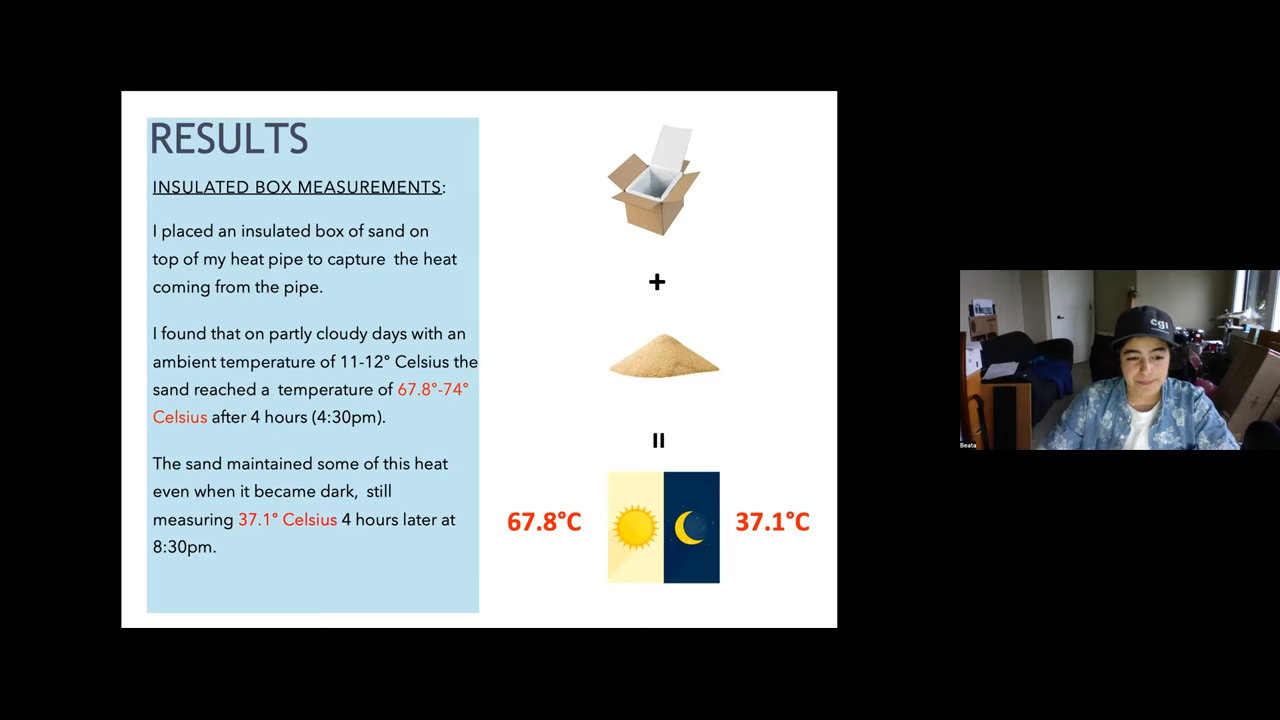 RESULTS
INSULATED BOX MEASUREMENTS:
I placed an insulated box of sand on
top of my heat pipe to capture the heat
coming from the pipe.
I found that on partly cloudy days with an
ambient temperature of 11-12° Celsius the
sand reached a temperature of 67.8°-74°
Celsius after 4 hours (4:30pm).
The sand maintained some of this heat
even when it became dark, still
measuring 37.1° Celsius 4 hours later at
8:30pm.
+
=
67.8°C
37.1°C
cgi
Beata